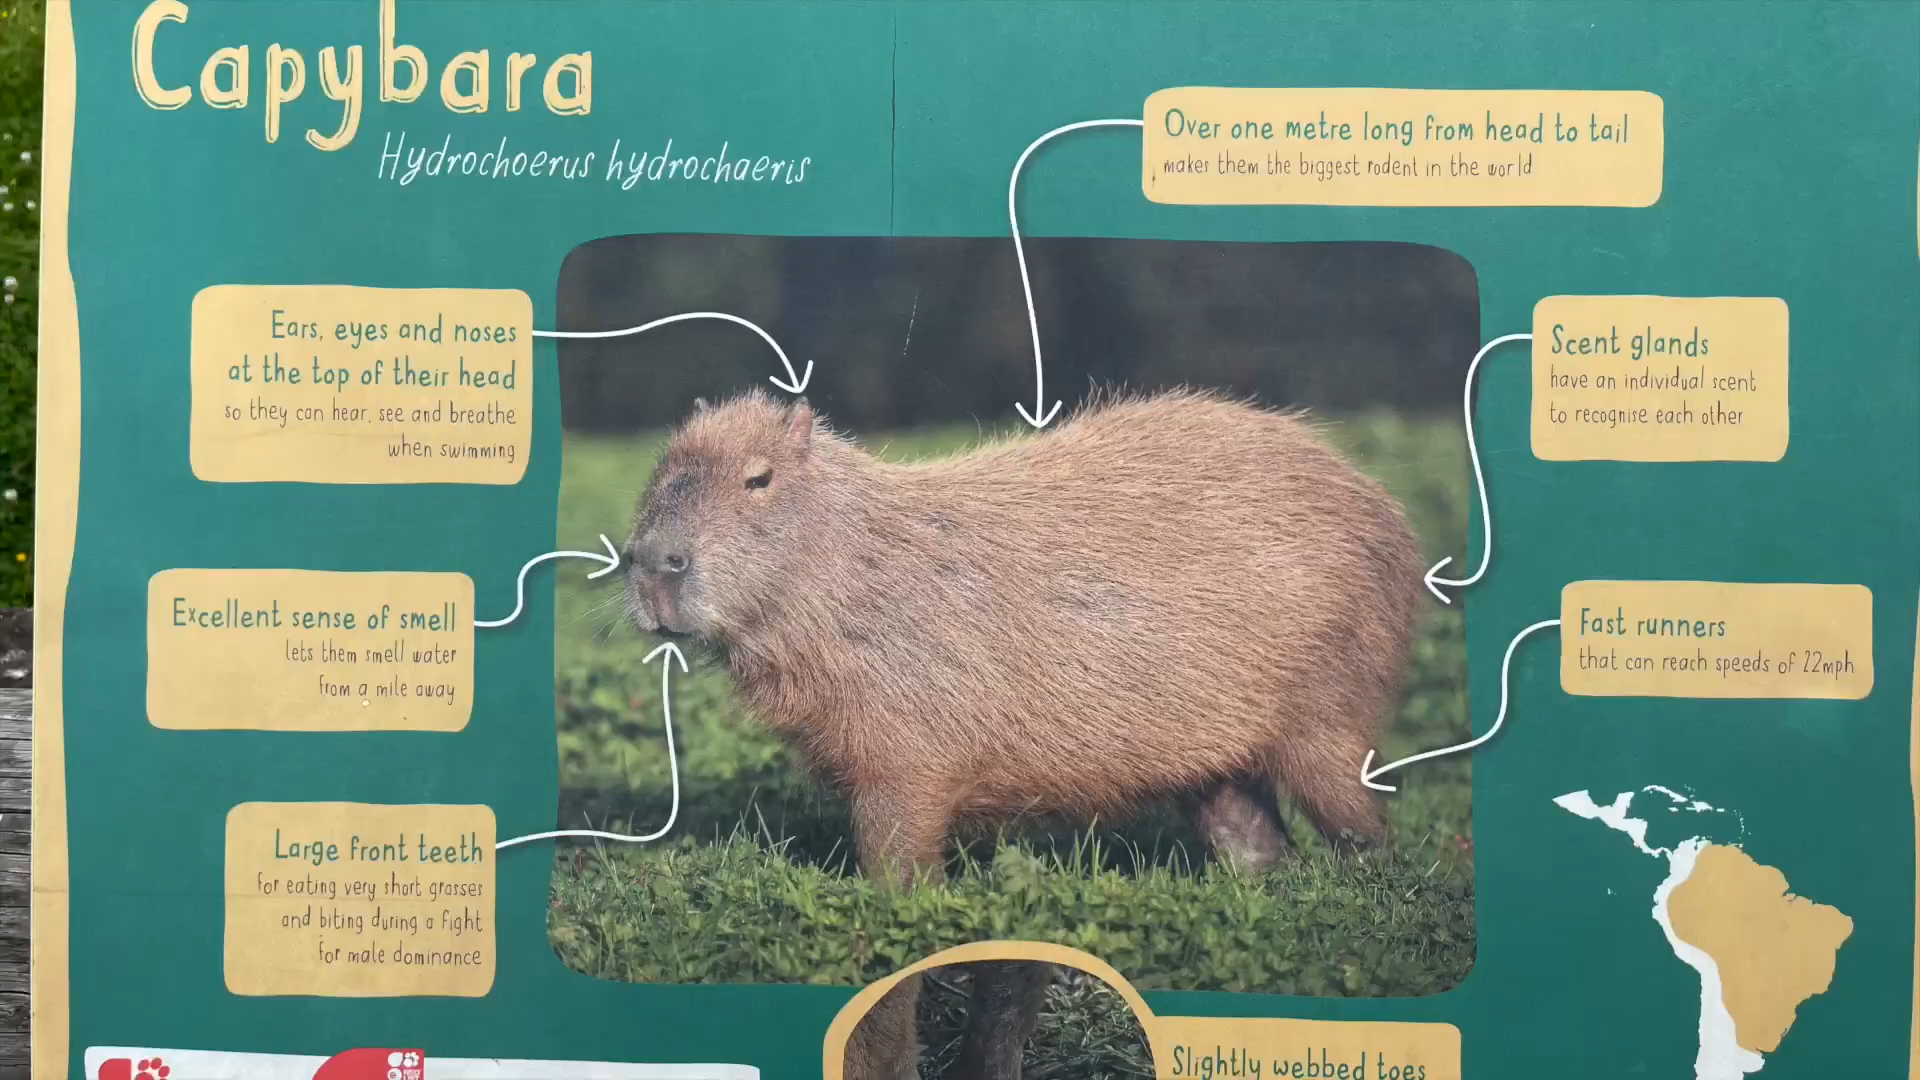 Capybara
Hydrochoerus hydrochaeris
Over one metre long from head to tail
makes them the biggest rodent in the world
Ears, eyes and noses
at the top of their head
so they can hear, see and breathe
when swimming
Scent glands
have an individual scent
to recognise each other
Excellent sense of smell
lets them smell water
from a mile away
Fast runners
that can reach speeds of 22mph
Large front teeth
for eating very short grasses
and biting during a fight
for male dominance
Slightly webbed toes